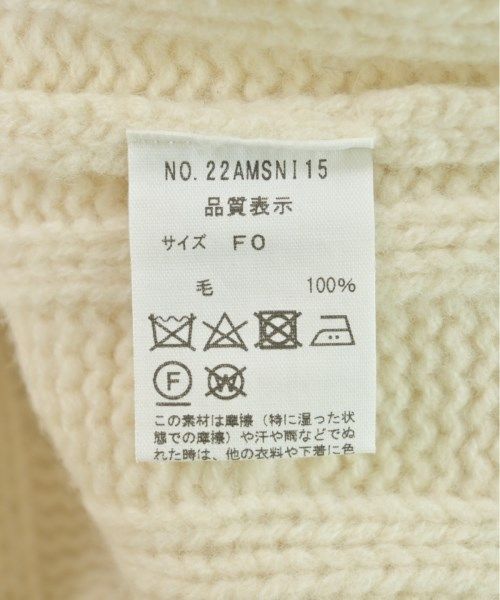 NO. 22AMSNI15
品質表示
サイズ FO
毛 100%
F W
この素材は摩擦（特に湿った状
態での摩擦）や汗や雨などでぬ
れた時は、他の衣料や下着に色